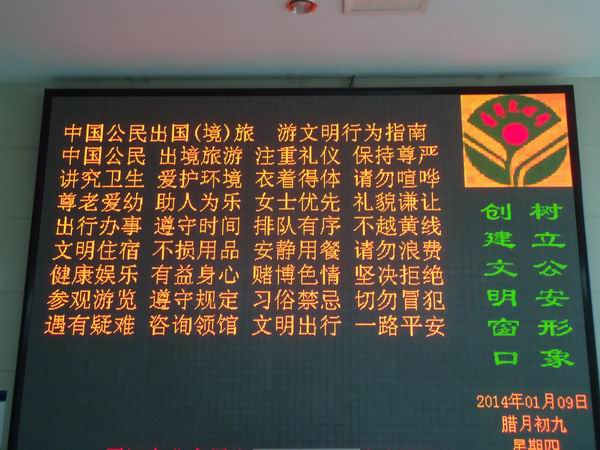 中国公民出国(境)旅 游文明行为指南
中国公民 出境旅游 注重礼仪 保持尊严
讲究卫生 爱护环境 衣着得体 请勿喧哗
尊老爱幼 助人为乐 女士优先 礼貌谦让
出行办事 遵守时间 排队有序 不越黄线
文明住宿 不损用品 安静用餐 请勿浪费
健康娱乐 有益身心 赌博色情 坚决拒绝
参观游览 遵守规定 习俗禁忌 切勿冒犯
遇有疑难 咨询领馆 文明出行 一路平安
树立公安形象
创建文明窗口
2014年01月09日
腊月初九
星期四